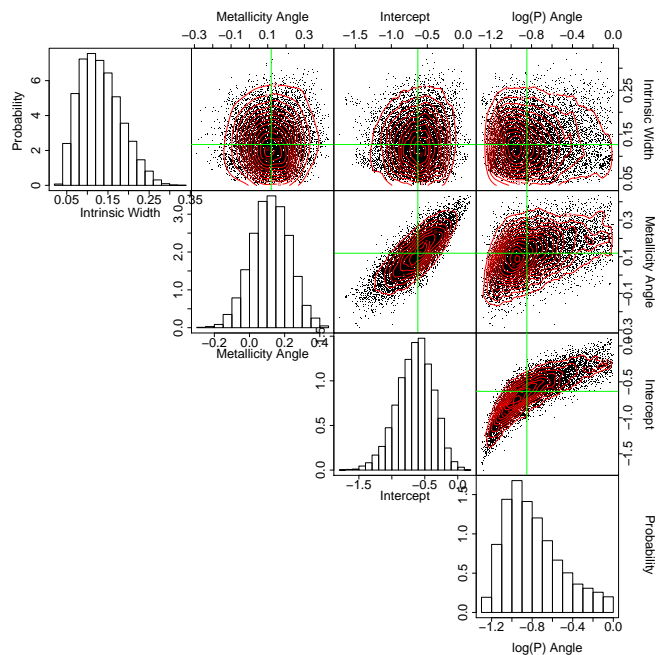 Metallicity Angle Intercept log(P) Angle
−0.3 −0.1 0.1 0.3 −1.5 −1.0 −0.5 0.0 −1.2 −0.8 −0.4 0.0
Probability
0 2 4 6
0.05 0.15 0.25 0.35
Intrinsic Width
0.05 0.15 0.25
Intrinsic Width
0.0 1.0 2.0 3.0
−0.2 0.0 0.2 0.4
Metallicity Angle
−0.3 −0.1 0.1 0.3
Metallicity Angle
0.0 0.5 1.0
−1.5 −0.5 0.0
Intercept
−1.5 −1.0 −0.5 0.0
Intercept
0.0 0.5 1.0 1.5
Probability
−1.2 −0.8 −0.4 0.0
log(P) Angle